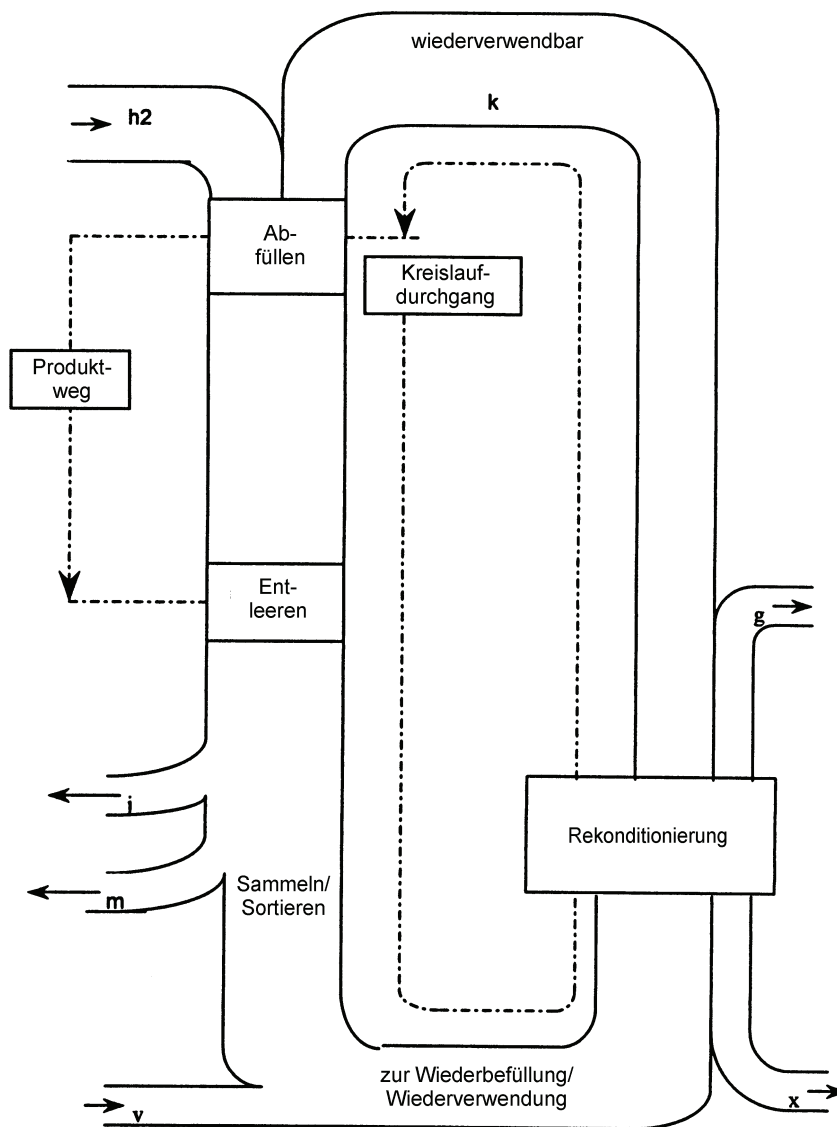 wiederverwendbar
k
h2
Ab-
füllen
Kreislauf-
durchgang
Produkt-
weg
Ent-
leeren
g
j
Rekonditionierung
m
Sammeln/
Sortieren
zur Wiederbefüllung/
Wiederverwendung
v
x